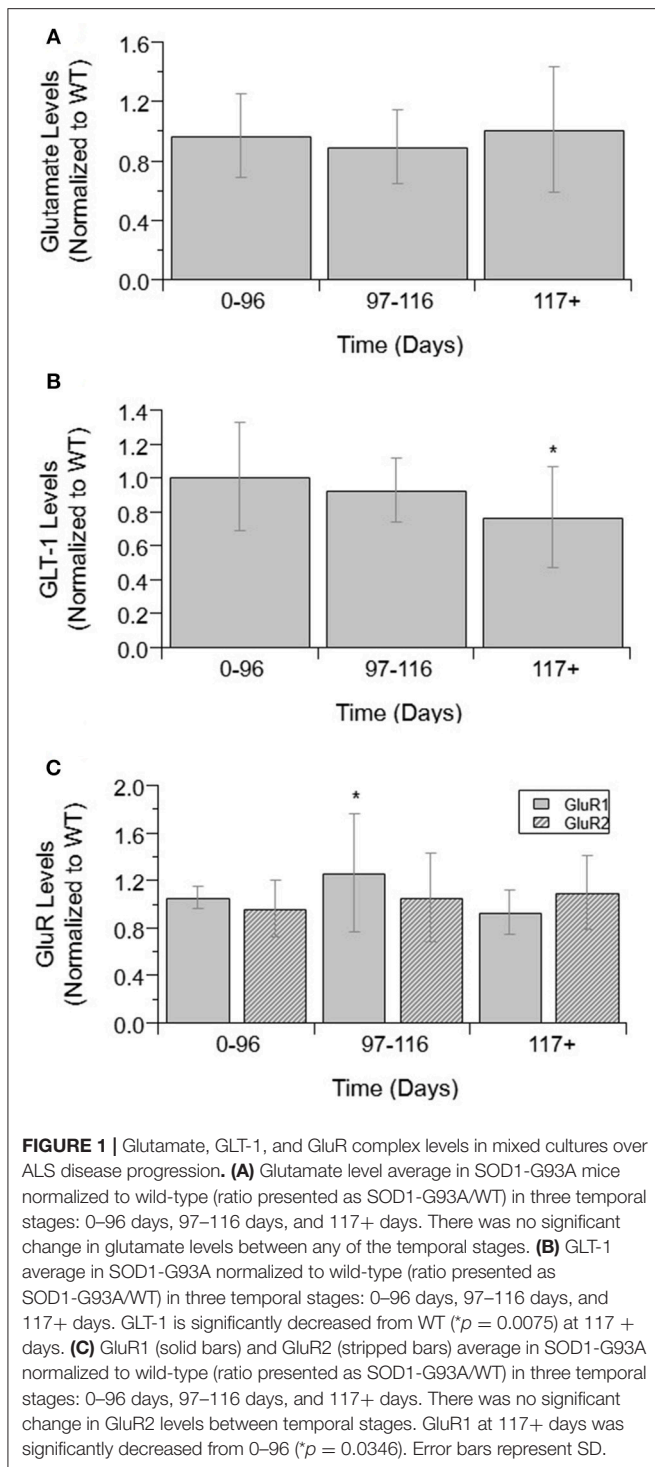 A
Glutamate Levels
(Normalized to WT)
1.6
1.2
0.8
0.4
0.0
0-96
97-116
117+
Time (Days)
B
GLT-1 Levels
(Normalized to WT)
1.4
1.2
1.0
0.8
0.6
0.4
0.2
0.0
*
0-96
97-116
117+
Time (Days)
C
GluR Levels
(Normalized to WT)
2.0
1.6
1.2
0.8
0.4
0.0
*
GluR1
GluR2
0-96
97-116
117+
Time (Days)
FIGURE 1 | Glutamate, GLT-1, and GluR complex levels in mixed cultures over
ALS disease progression. (A) Glutamate level average in SOD1-G93A mice
normalized to wild-type (ratio presented as SOD1-G93A/WT) in three temporal
stages: 0–96 days, 97–116 days, and 117+ days. There was no significant
change in glutamate levels between any of the temporal stages. (B) GLT-1
average in SOD1-G93A normalized to wild-type (ratio presented as
SOD1-G93A/WT) in three temporal stages: 0–96 days, 97–116 days, and
117+ days. GLT-1 is significantly decreased from WT (*p = 0.0075) at 117 +
days. (C) GluR1 (solid bars) and GluR2 (stripped bars) average in SOD1-G93A
normalized to wild-type (ratio presented as SOD1-G93A/WT) in three temporal
stages: 0–96 days, 97–116 days, and 117+ days. There was no significant
change in GluR2 levels between temporal stages. GluR1 at 117+ days was
significantly decreased from 0–96 (*p = 0.0346). Error bars represent SD.